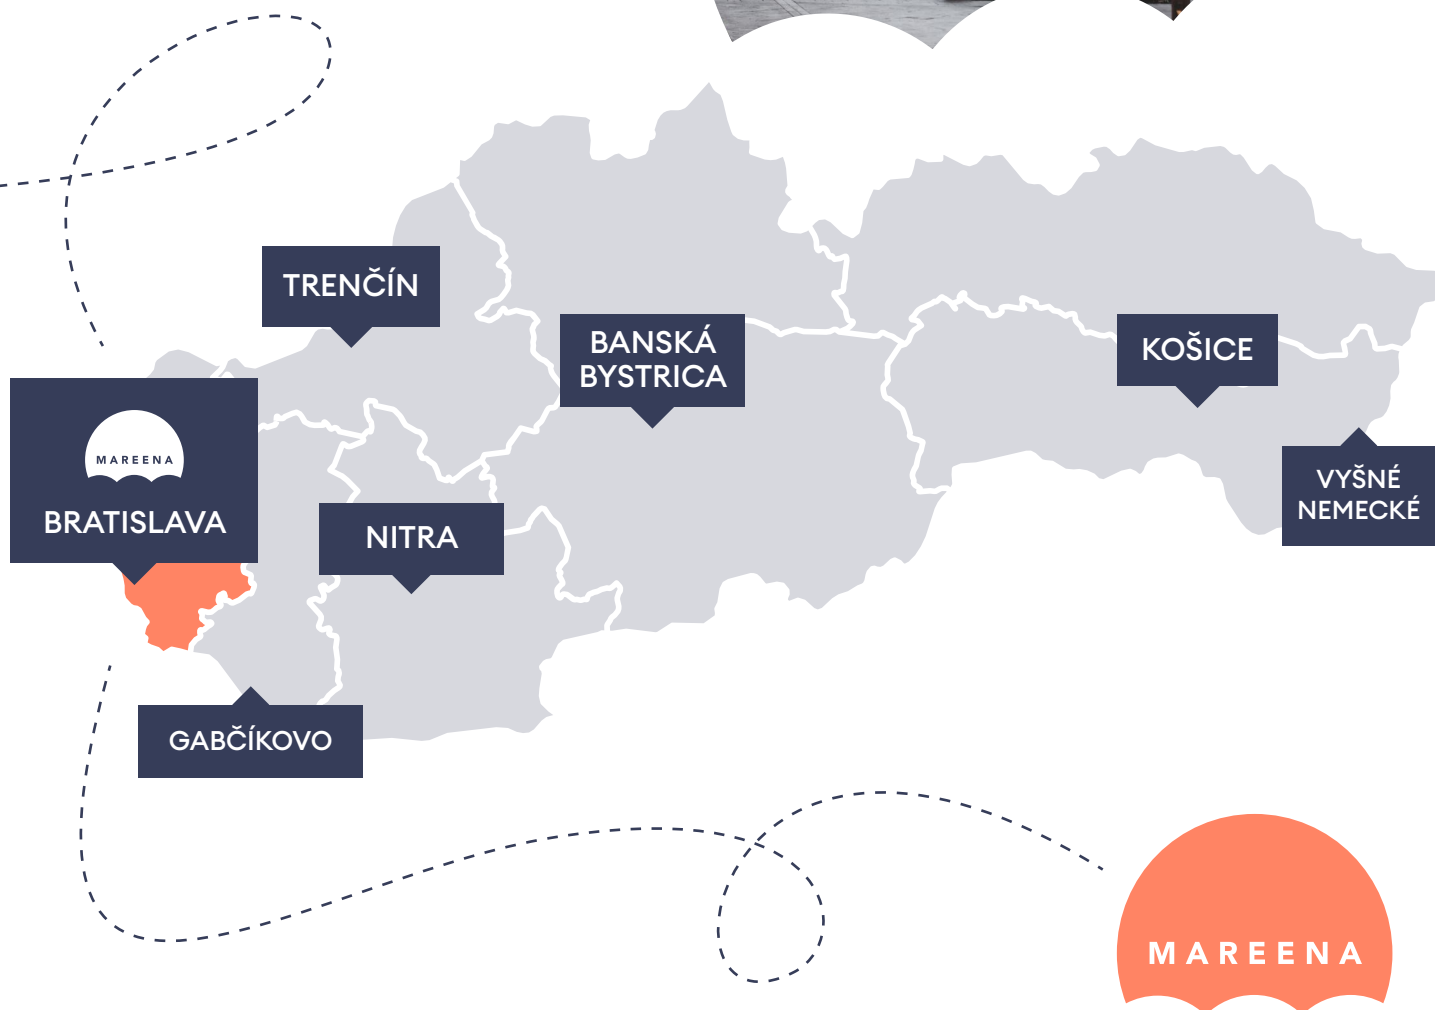 TRENČÍN
BANSKÁ
BYSTRICA
KOŠICE
MAREENA
BRATISLAVA
VYŠNÉ
NEMECKÉ
NITRA
GABČÍKOVO
MAREENA